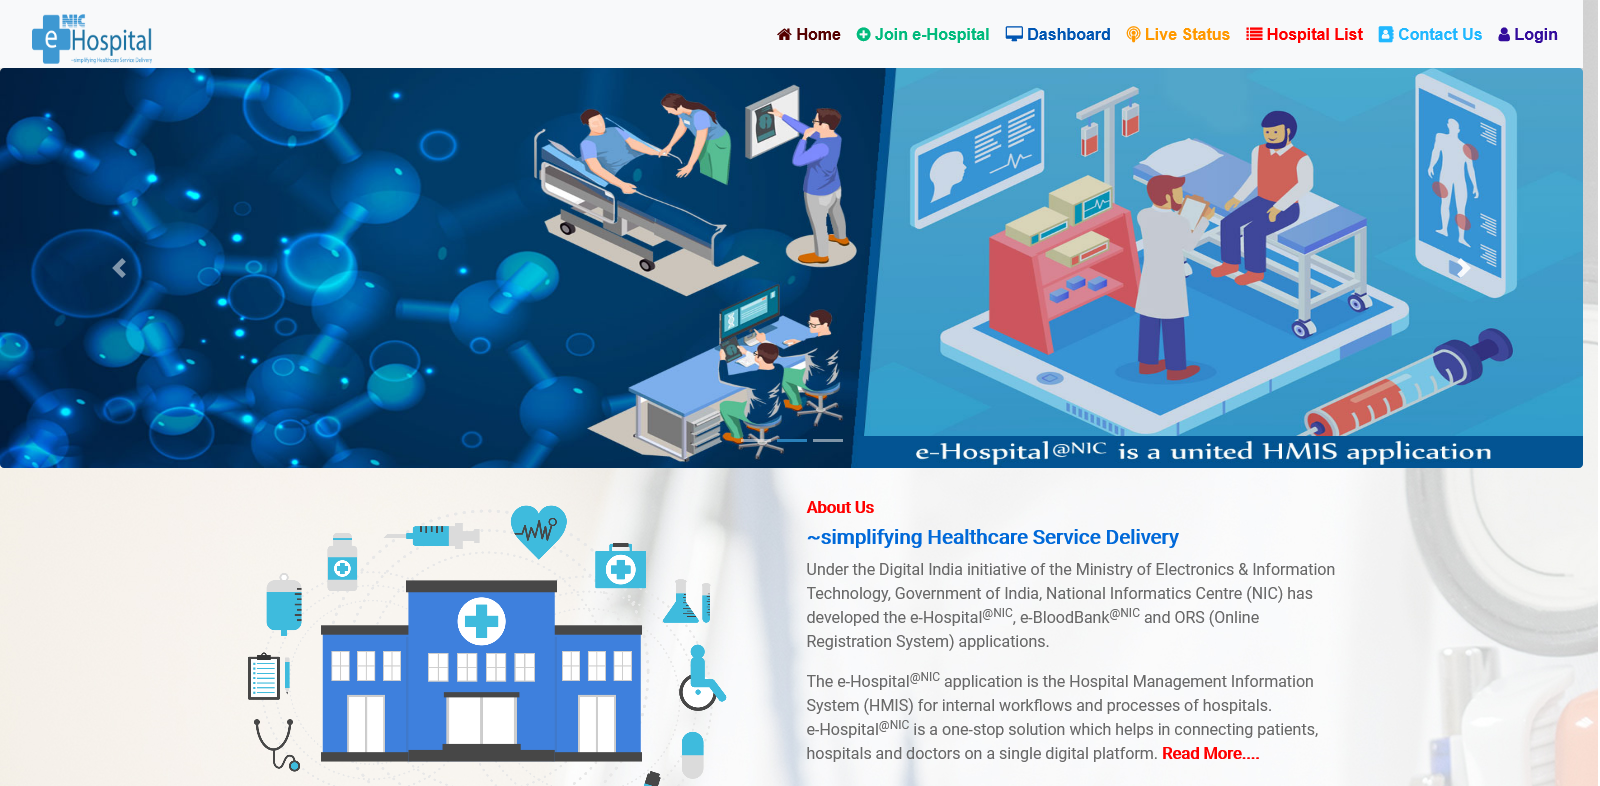 NIC
e Hospital
~simplifying Healthcare Service Delivery
Home Join e-Hospital Dashboard Live Status Hospital List Contact Us Login
e-Hospital@NIC is a united HMIS application
About Us
~simplifying Healthcare Service Delivery
Under the Digital India initiative of the Ministry of Electronics & Information
Technology, Government of India, National Informatics Centre (NIC) has
developed the e-Hospital@NIC, e-BloodBank@NIC and ORS (Online
Registration System) applications.
The e-Hospital@NIC application is the Hospital Management Information
System (HMIS) for internal workflows and processes of hospitals.
e-Hospital@NIC is a one-stop solution which helps in connecting patients,
hospitals and doctors on a single digital platform. Read More....